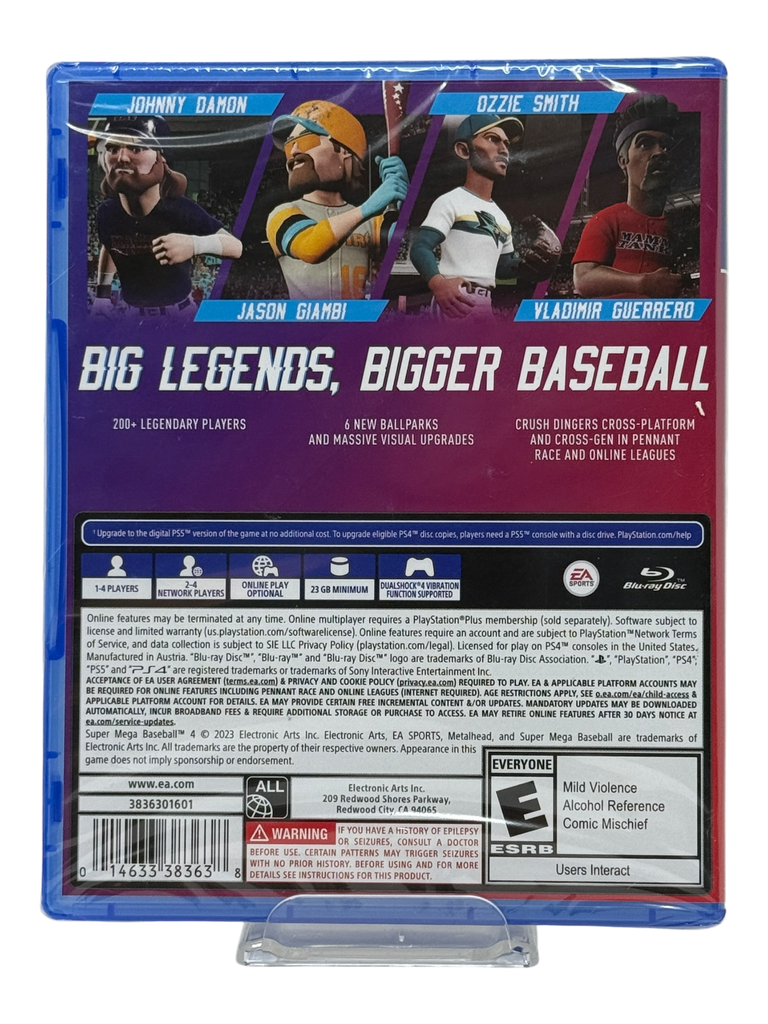 JOHNNY DAMON
OZZIE SMITH
MAMA
TANK
16
JASON GIAMBI
VLADIMIR GUERRERO
BIG LEGENDS, BIGGER BASEBALL
200+ LEGENDARY PLAYERS
6 NEW BALLPARKS
AND MASSIVE VISUAL UPGRADES
CRUSH DINGERS CROSS-PLATFORM
AND CROSS-GEN IN PENNANT
RACE AND ONLINE LEAGUES
† Upgrade to the digital PS5™ version of the game at no additional cost. To upgrade eligible PS4™ disc copies, players need a PS5™ console with a disc drive. PlayStation.com/help
1-4 PLAYERS
2-4
NETWORK PLAYERS
ONLINE PLAY
OPTIONAL
23 GB MINIMUM
DUALSHOCK®4 VIBRATION
FUNCTION SUPPORTED
EA
SPORTS™
Blu-ray Disc™
Online features may be terminated at any time. Online multiplayer requires a PlayStation®Plus membership (sold separately). Software subject to
license and limited warranty (us.playstation.com/softwarelicense). Online features require an account and are subject to PlayStation™Network Terms
of Service, and data collection is subject to SIE LLC Privacy Policy (playstation.com/legal). Licensed for play on PS4™ consoles in the United States.
Manufactured in Austria. "Blu-ray Disc™", "Blu-ray™" and "Blu-ray Disc™" logo are trademarks of Blu-ray Disc Association. "", "PlayStation", "PS4",
"PS5" and "PS4" are registered trademarks or trademarks of Sony Interactive Entertainment Inc.
ACCEPTANCE OF EA USER AGREEMENT (terms.ea.com) & PRIVACY AND COOKIE POLICY (privacy.ea.com) REQUIRED TO PLAY. EA & APPLICABLE PLATFORM ACCOUNTS MAY
BE REQUIRED FOR ONLINE FEATURES INCLUDING PENNANT RACE AND ONLINE LEAGUES (INTERNET REQUIRED). AGE RESTRICTIONS APPLY, SEE o.ea.com/ea/child-access &
APPLICABLE PLATFORM ACCOUNT FOR DETAILS. EA MAY PROVIDE CERTAIN FREE INCREMENTAL CONTENT &/OR UPDATES. MANDATORY UPDATES MAY BE DOWNLOADED
AUTOMATICALLY, INCUR BROADBAND FEES & REQUIRE ADDITIONAL STORAGE OR PURCHASE TO ACCESS. EA MAY RETIRE ONLINE FEATURES AFTER 30 DAYS NOTICE AT
ea.com/service-updates.
Super Mega Baseball™ 4 © 2023 Electronic Arts Inc. Electronic Arts, EA SPORTS, Metalhead, and Super Mega Baseball are trademarks of
Electronic Arts Inc. All trademarks are the property of their respective owners. Appearance in this
game does not imply sponsorship or endorsement.
www.ea.com
3836301601
ALL
Electronic Arts Inc.
209 Redwood Shores Parkway,
Redwood City, CA 94065
WARNING
IF YOU HAVE A HISTORY OF EPILEPSY
OR SEIZURES, CONSULT A DOCTOR
BEFORE USE. CERTAIN PATTERNS MAY TRIGGER SEIZURES
WITH NO PRIOR HISTORY. BEFORE USING AND FOR MORE
DETAILS SEE INSTRUCTIONS FOR THIS PRODUCT.
0 14633 38363 8
EVERYONE
E
ESRB
Mild Violence
Alcohol Reference
Comic Mischief
Users Interact